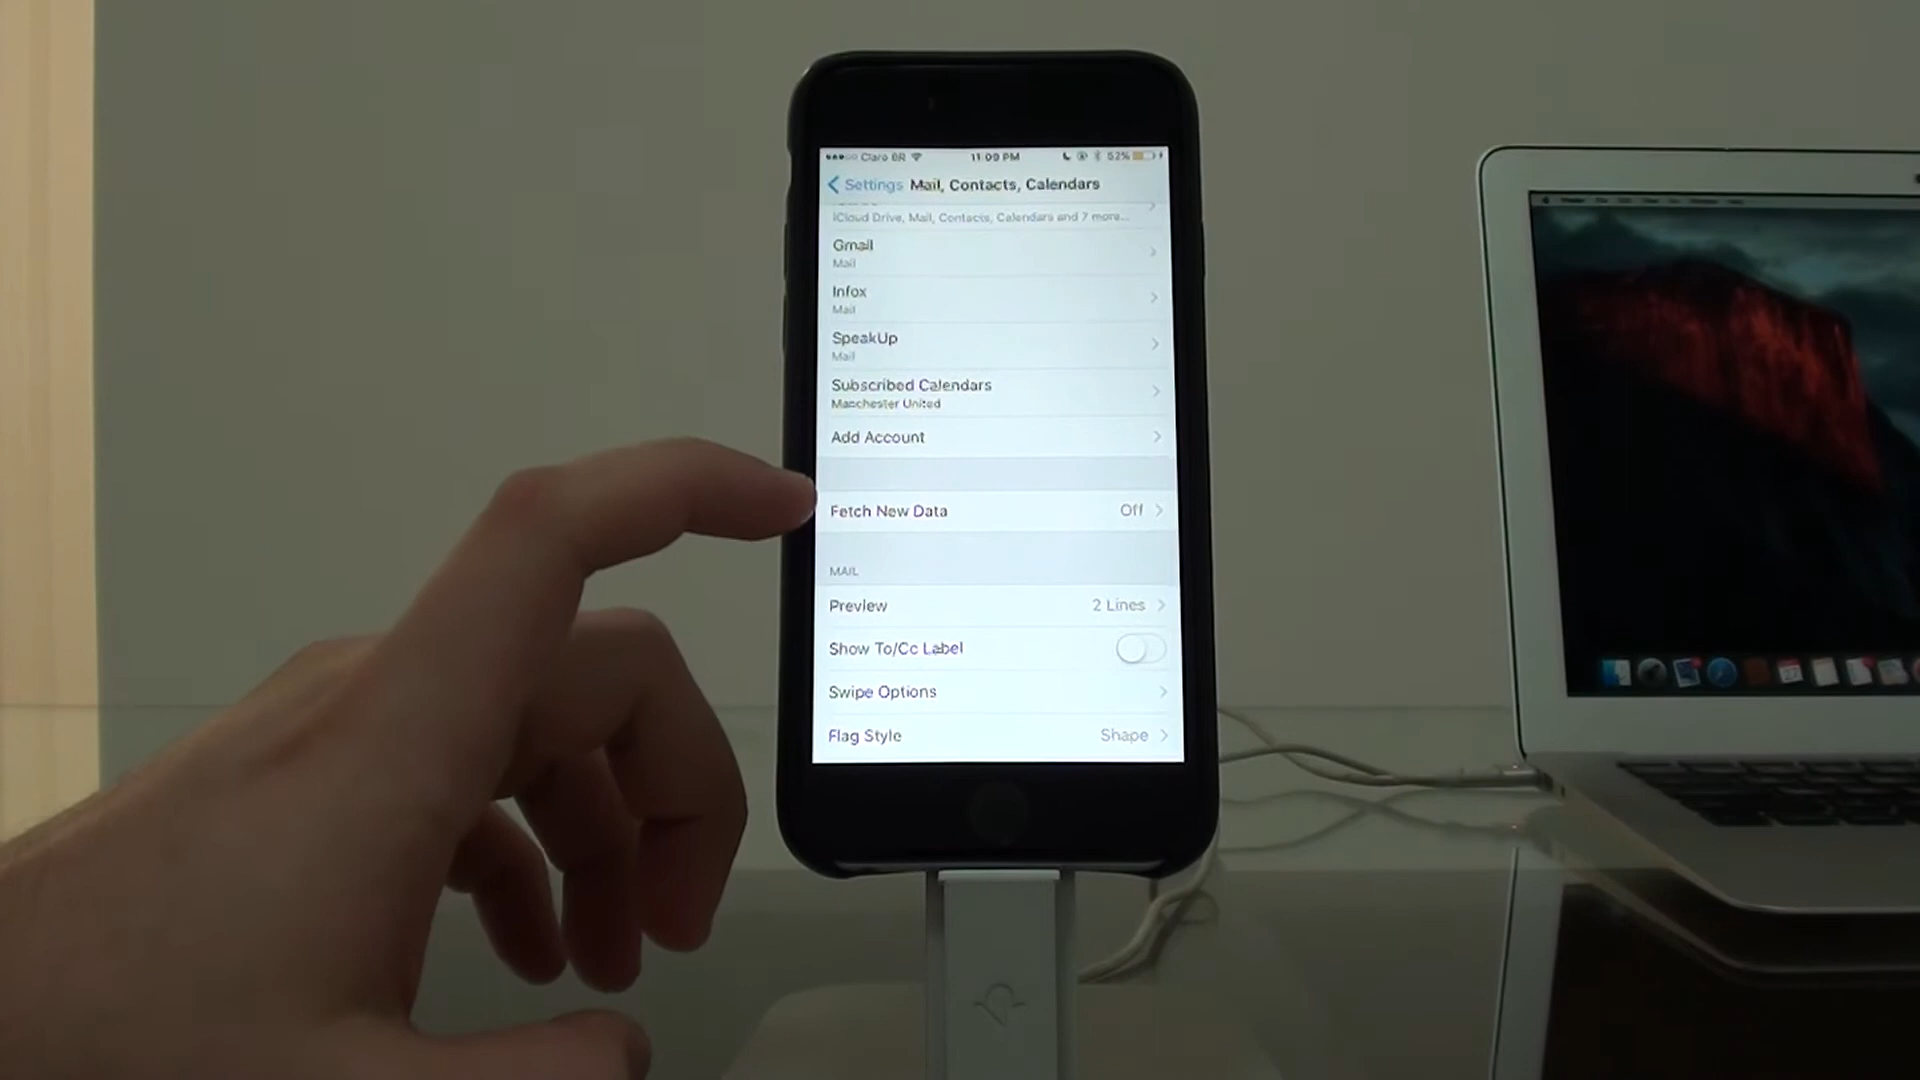 Claro BR 11:09 PM 52%
Settings Mail, Contacts, Calendars
iCloud Drive, Mail, Contacts, Calendars and 7 more...
Gmail
Mail
Infox
Mail
SpeakUp
Mail
Subscribed Calendars
Manchester United
Add Account
Fetch New Data Off
MAIL
Preview 2 Lines
Show To/Cc Label
Swipe Options
Flag Style Shape